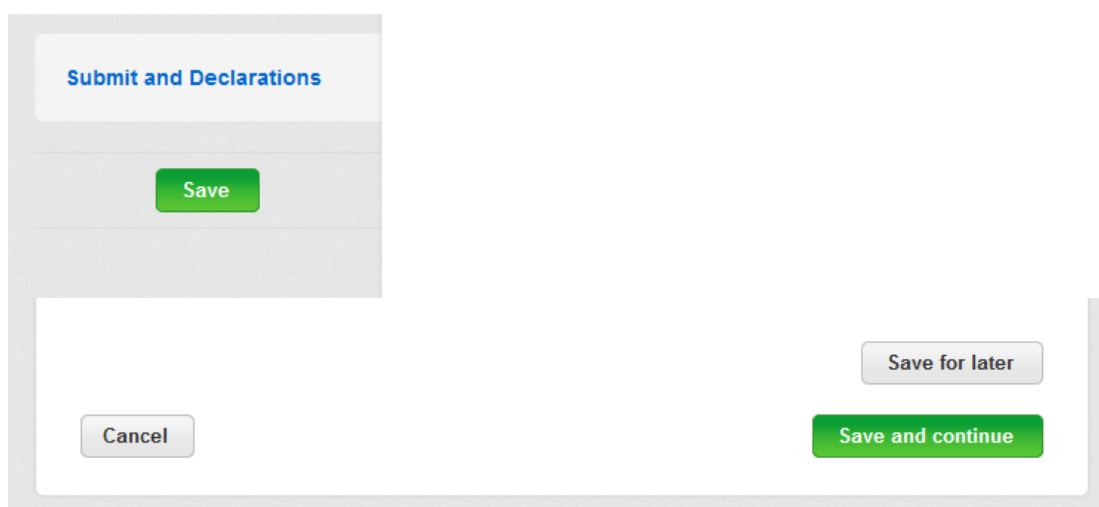 Submit and Declarations
Save
Save for later
Cancel
Save and continue